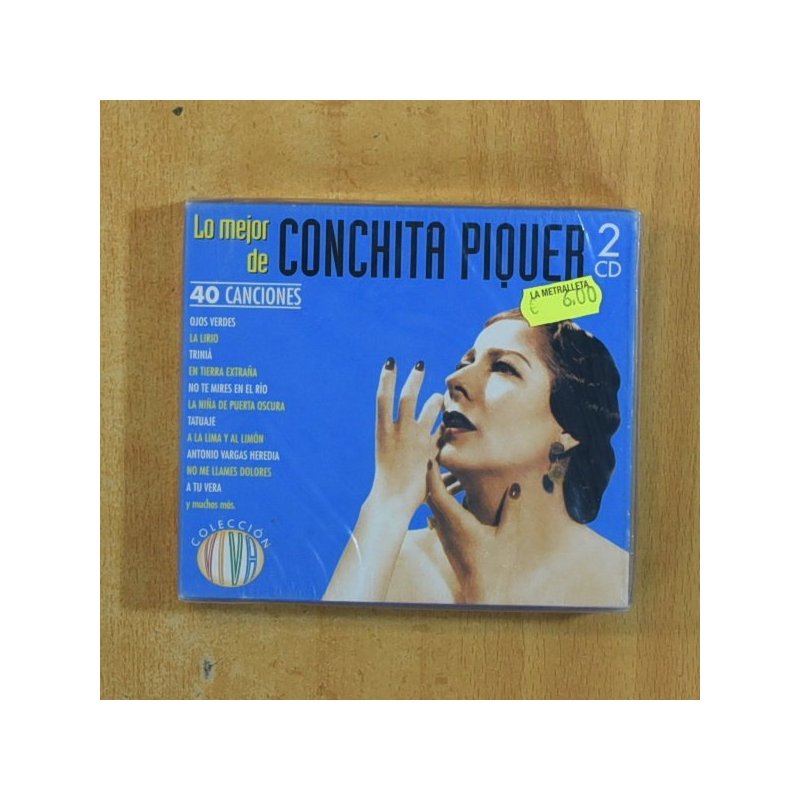 Lo mejor
de
CONCHITA PIQUER
2
CD
LA METRALLETA
€ 6,00
40 CANCIONES
OJOS VERDES
LA LIRIO
TRINIÁ
EN TIERRA EXTRAÑA
NO TE MIRES EN EL RÍO
LA NIÑA DE PUERTA OSCURA
TATUAJE
A LA LIMA Y AL LIMÓN
ANTONIO VARGAS HEREDIA
NO ME LLAMES DOLORES
A TU VERA
y muchas más.
COLECCIÓN
VIVA